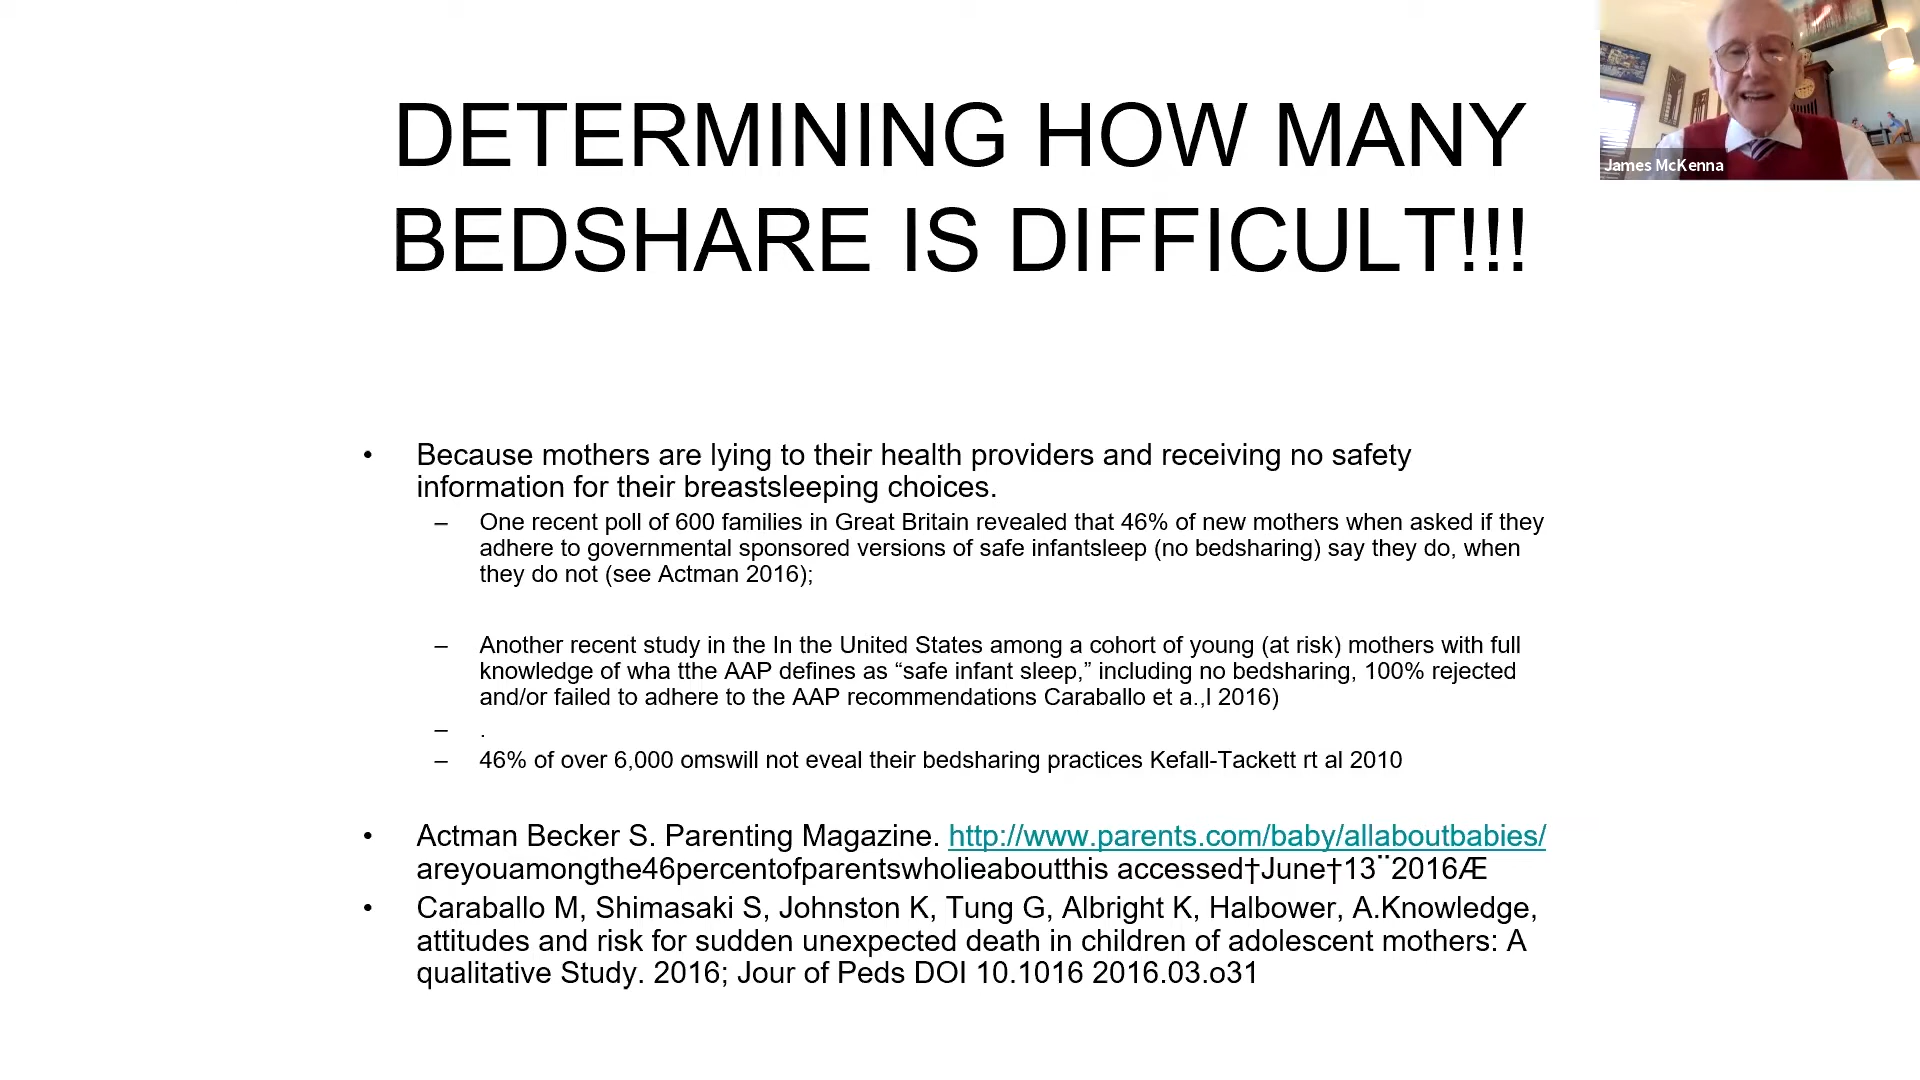 DETERMINING HOW MANY
BEDSHARE IS DIFFICULT!!!
James McKenna
• Because mothers are lying to their health providers and receiving no safety
information for their breastsleeping choices.
– One recent poll of 600 families in Great Britain revealed that 46% of new mothers when asked if they
adhere to governmental sponsored versions of safe infantsleep (no bedsharing) say they do, when
they do not (see Actman 2016);
– Another recent study in the In the United States among a cohort of young (at risk) mothers with full
knowledge of wha tthe AAP defines as “safe infant sleep,” including no bedsharing, 100% rejected
and/or failed to adhere to the AAP recommendations Caraballo et a.,l 2016)
– .
– 46% of over 6,000 omswill not eveal their bedsharing practices Kefall-Tackett rt al 2010
• Actman Becker S. Parenting Magazine. http://www.parents.com/baby/allaboutbabies/
areyouamongthe46percentofparentswholieaboutthis accessed†June†13¨2016Æ
• Caraballo M, Shimasaki S, Johnston K, Tung G, Albright K, Halbower, A.Knowledge,
attitudes and risk for sudden unexpected death in children of adolescent mothers: A
qualitative Study. 2016; Jour of Peds DOI 10.1016 2016.03.o31